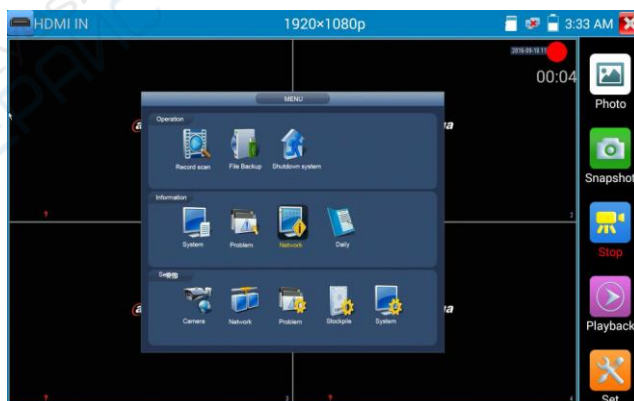 HDMI IN 1920×1080p 3:33 AM
00:04
MENU
Operation
Record scan File Backup Shutdown system
Information
System Problem Network Daily
Camera Network Problem Stockpile System
Photo
Snapshot
Stop
Playback
Set